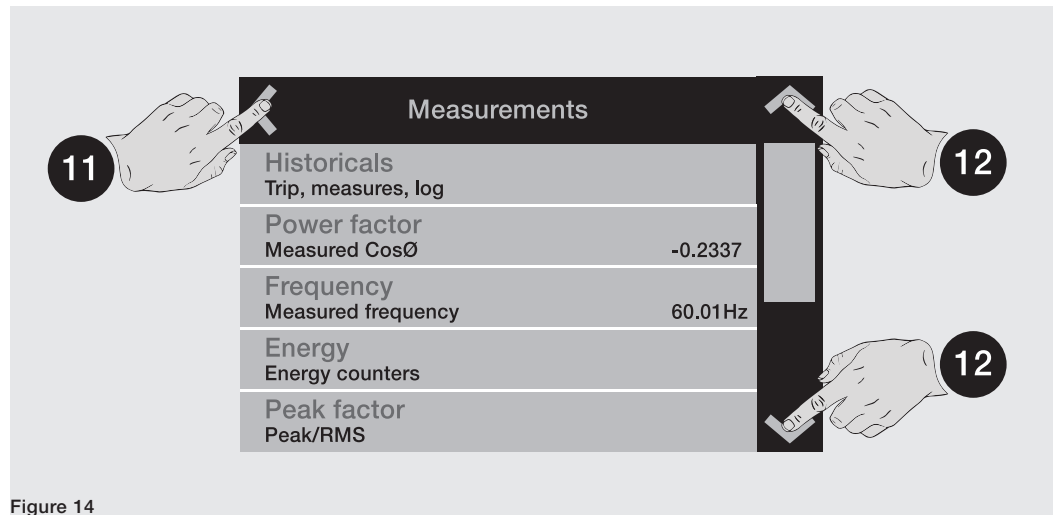 Measurements
11
12
Historicals
Trip, measures, log
Power factor
Measured CosØ -0.2337
Frequency
Measured frequency 60.01Hz
Energy
Energy counters
12
Peak factor
Peak/RMS
Figure 14